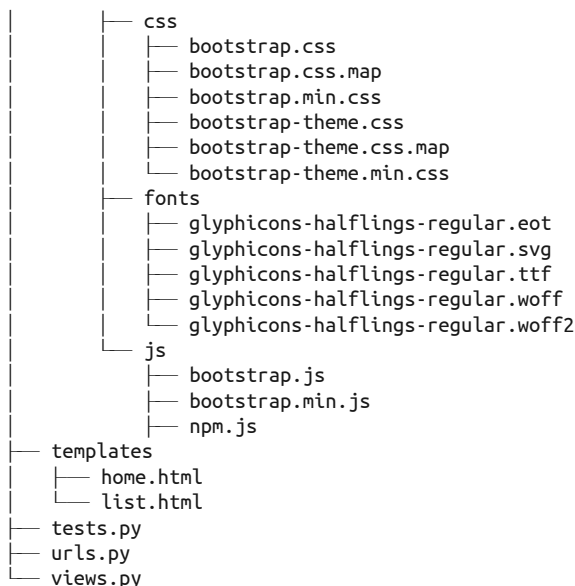 │       ├── css
│       │   ├── bootstrap.css
│       │   ├── bootstrap.css.map
│       │   ├── bootstrap.min.css
│       │   ├── bootstrap-theme.css
│       │   ├── bootstrap-theme.css.map
│       │   └── bootstrap-theme.min.css
│       ├── fonts
│       │   ├── glyphicons-halflings-regular.eot
│       │   ├── glyphicons-halflings-regular.svg
│       │   ├── glyphicons-halflings-regular.ttf
│       │   ├── glyphicons-halflings-regular.woff
│       │   └── glyphicons-halflings-regular.woff2
│       └── js
│           ├── bootstrap.js
│           ├── bootstrap.min.js
│           ├── npm.js
├── templates
│   ├── home.html
│   └── list.html
├── tests.py
├── urls.py
└── views.py